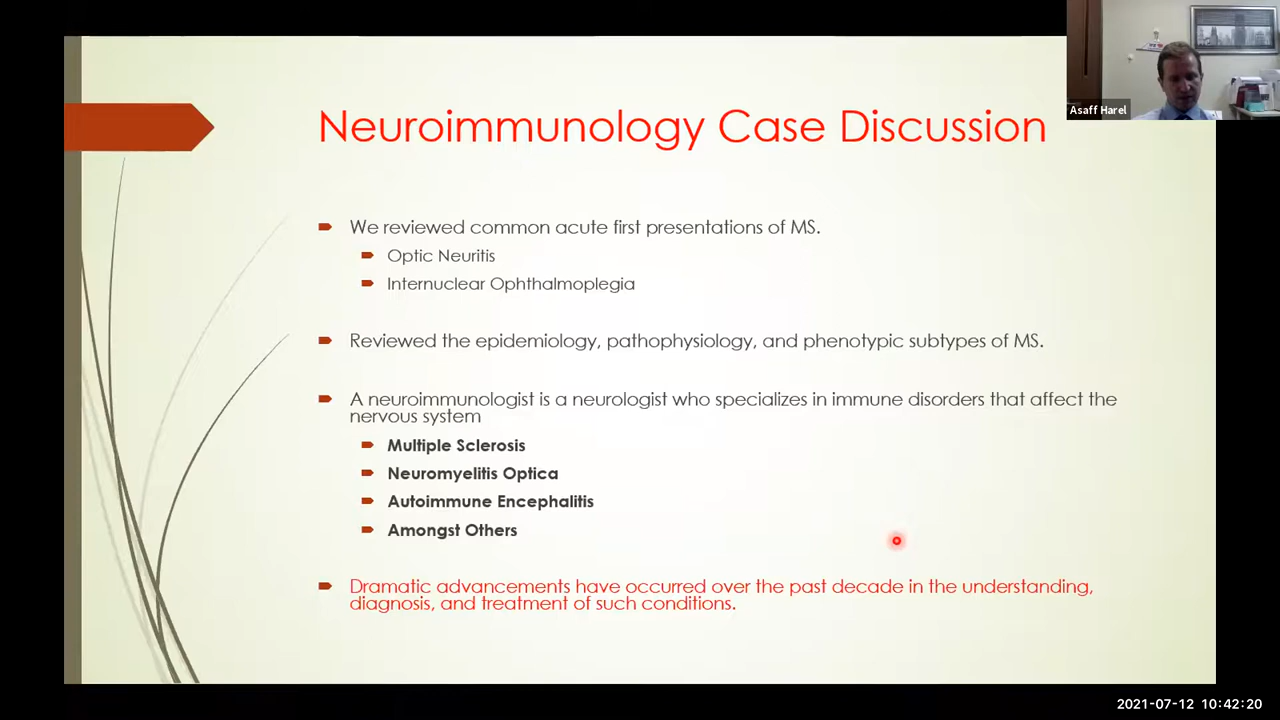 Asaff Harel
Neuroimmunology Case Discussion
We reviewed common acute first presentations of MS.
Optic Neuritis
Internuclear Ophthalmoplegia
Reviewed the epidemiology, pathophysiology, and phenotypic subtypes of MS.
A neuroimmunologist is a neurologist who specializes in immune disorders that affect the
nervous system
Multiple Sclerosis
Neuromyelitis Optica
Autoimmune Encephalitis
Amongst Others
Dramatic advancements have occurred over the past decade in the understanding,
diagnosis, and treatment of such conditions.
2021-07-12 10:42:20